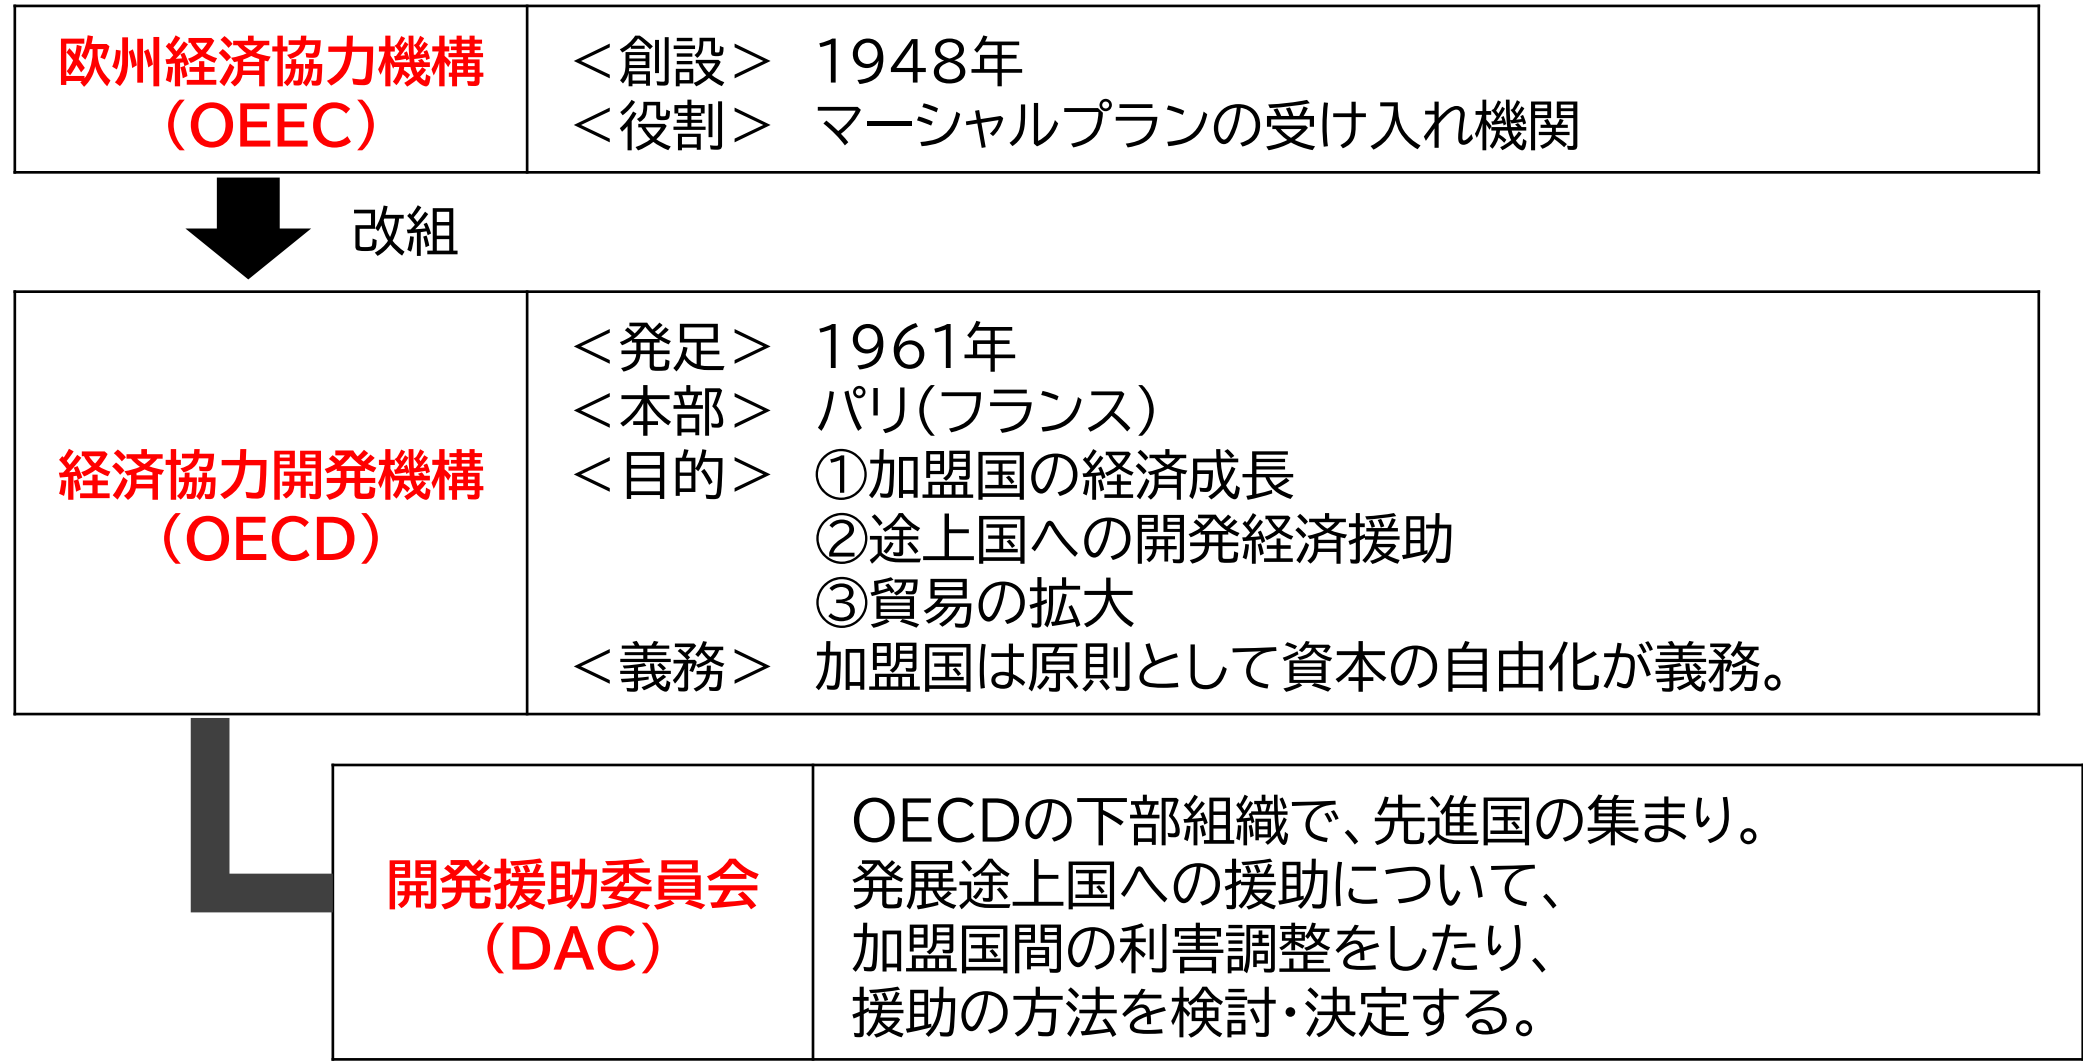 欧州経済協力機構
（OEEC）
＜創設＞ 1948年
＜役割＞ マーシャルプランの受け入れ機関
改組
経済協力開発機構
（OECD）
＜発足＞ 1961年
＜本部＞ パリ(フランス)
＜目的＞ ①加盟国の経済成長
②途上国への開発経済援助
③貿易の拡大
＜義務＞ 加盟国は原則として資本の自由化が義務。
開発援助委員会
（DAC）
OECDの下部組織で、先進国の集まり。
発展途上国への援助について、
加盟国間の利害調整をしたり、
援助の方法を検討・決定する。